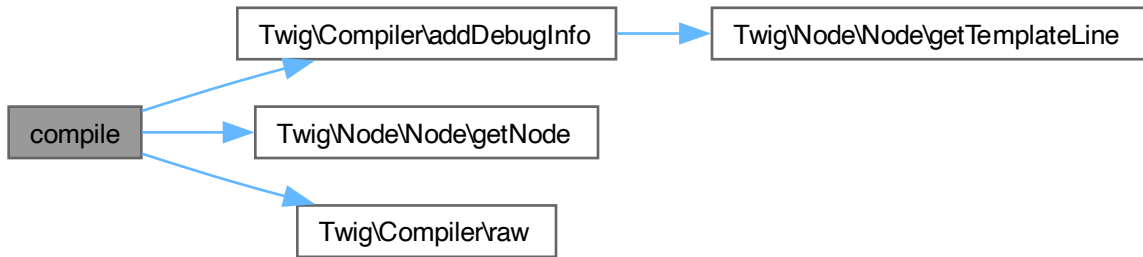 Twig\Compiler\addDebugInfo
Twig\Node\Node\getTemplateLine
compile
Twig\Node\Node\getNode
Twig\Compiler\raw